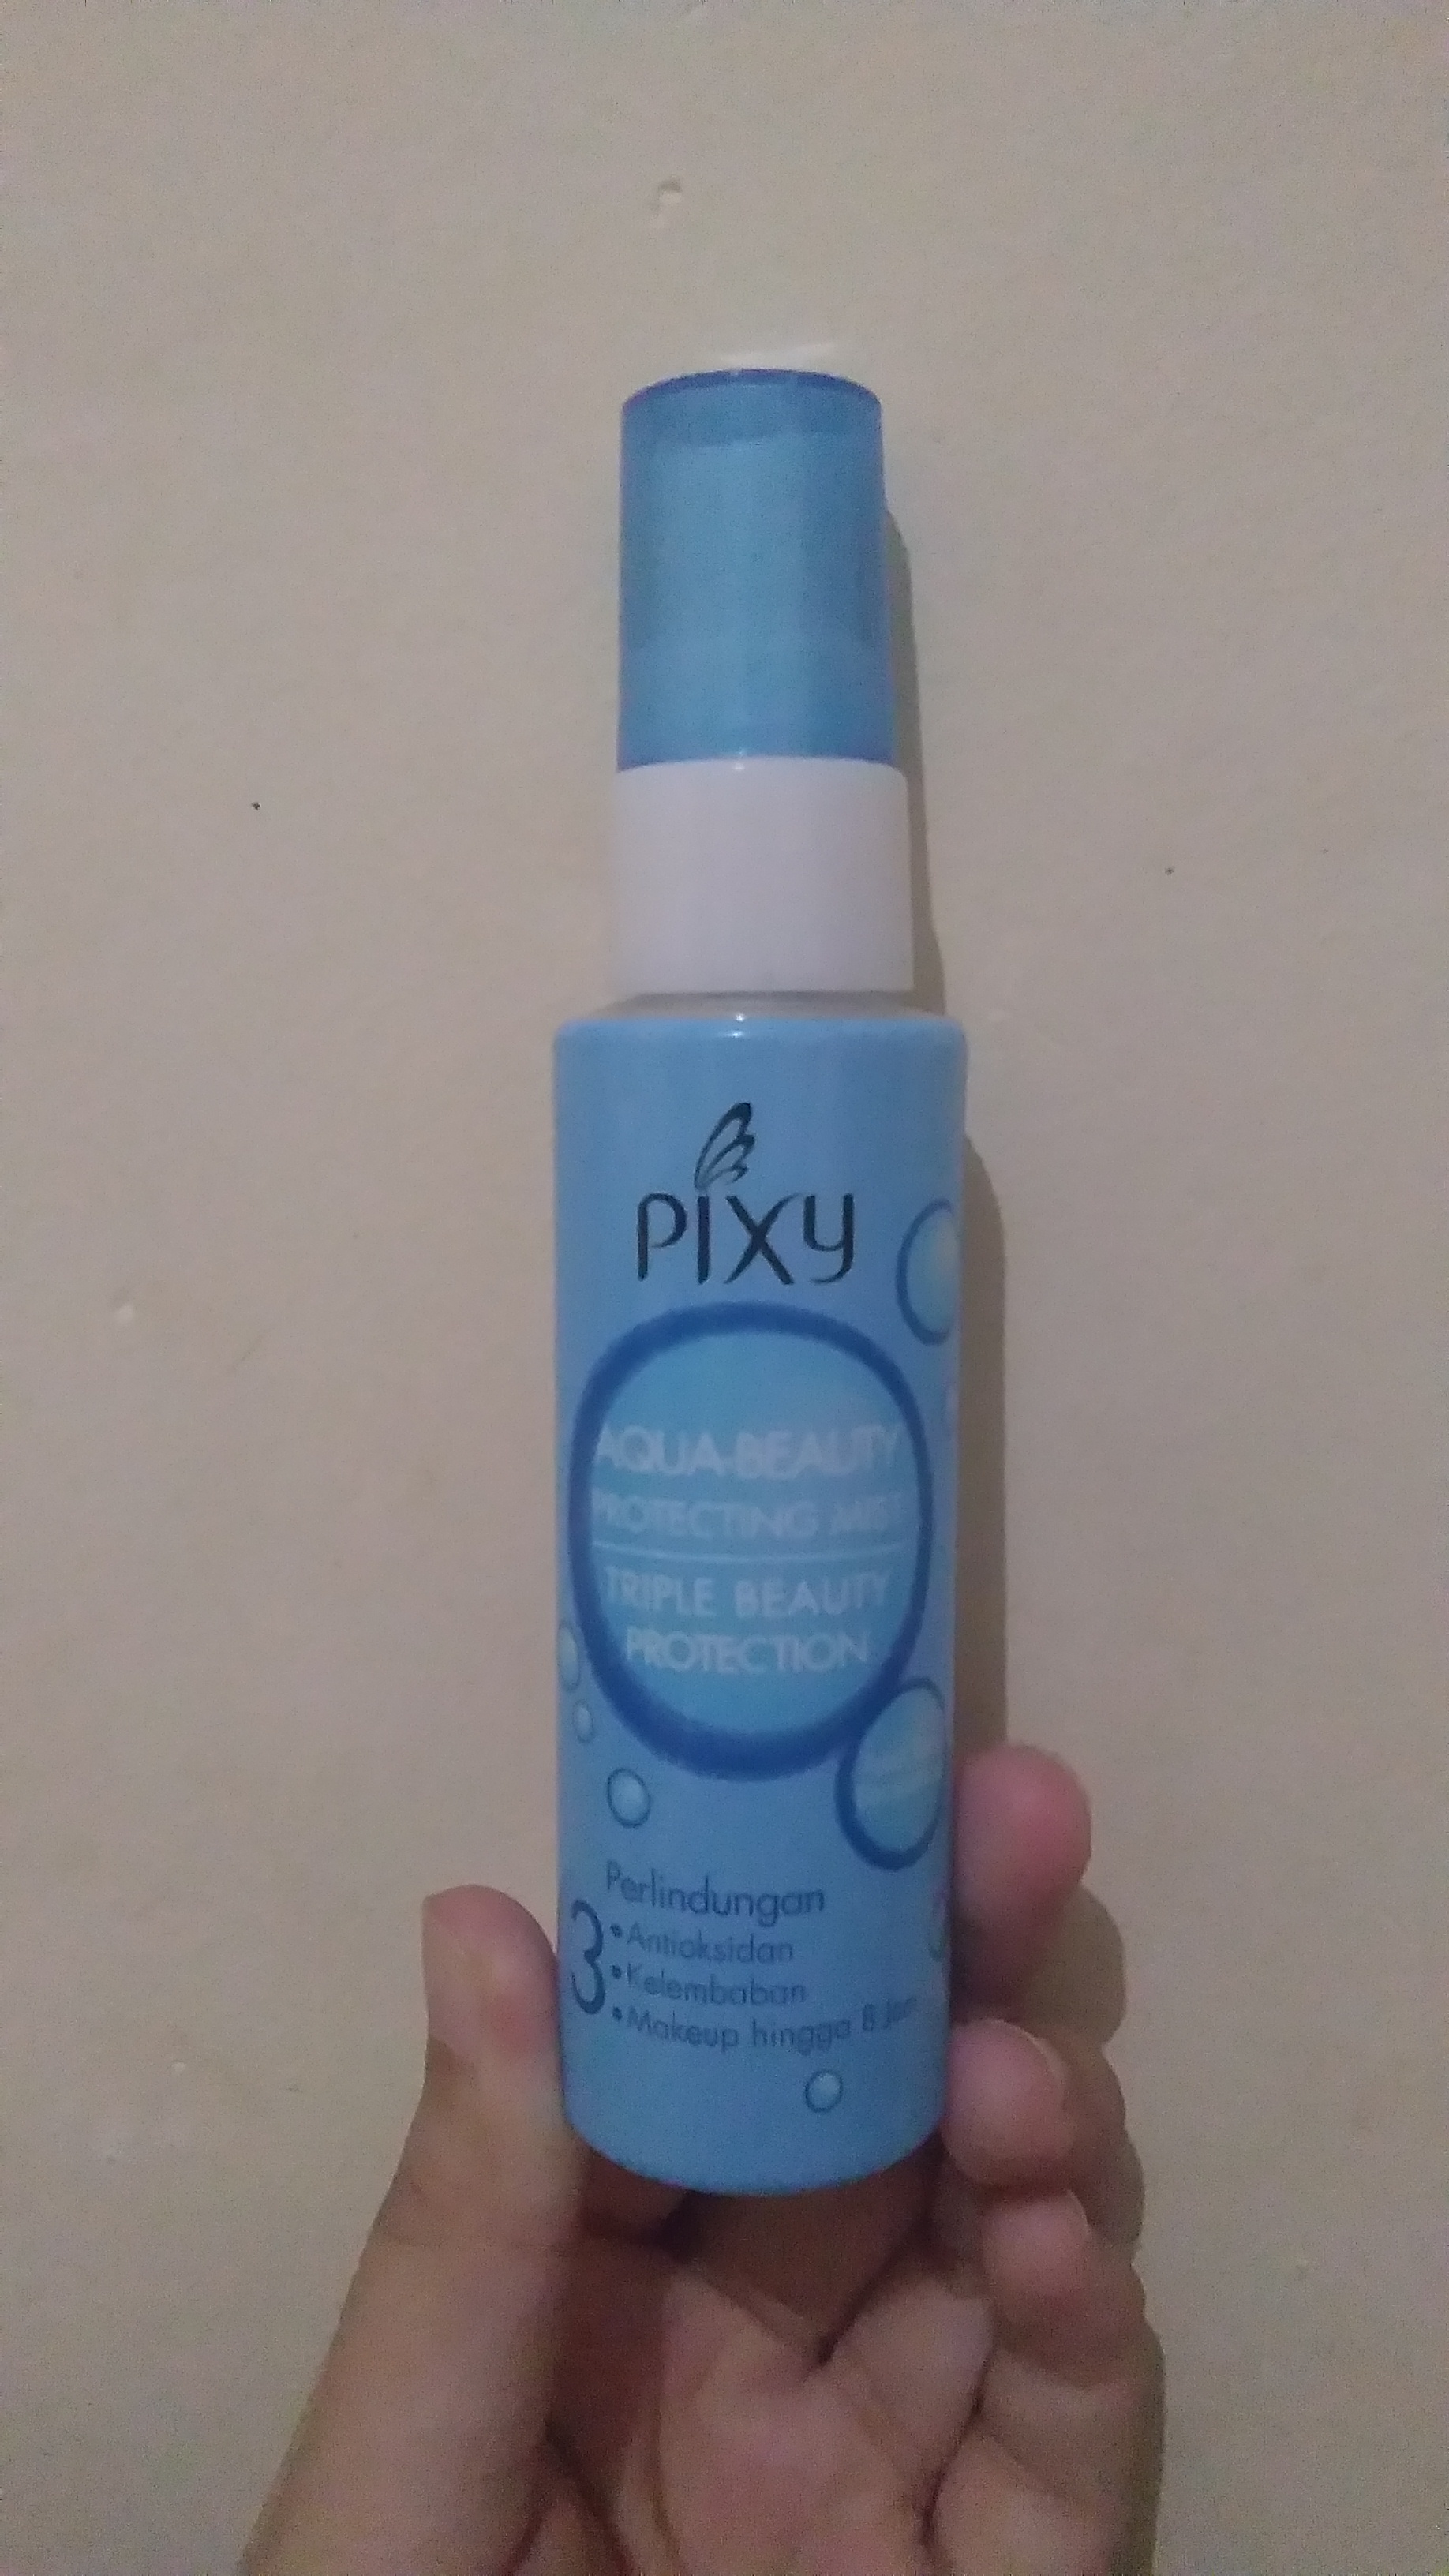 PIXY
AQUA-BEAUTY
PROTECTING MIST
TRIPLE BEAUTY
PROTECTION
Perlindungan
3
• Antioksidan
• Kelembaban
• Makeup hingga 8 Jam